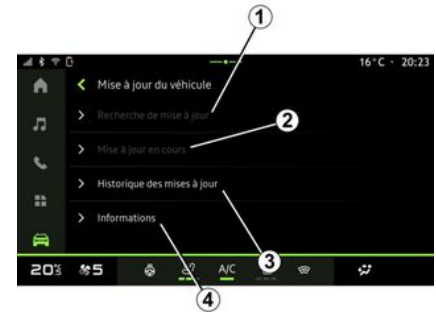 1
16°C · 20:23
Mise à jour du véhicule
Recherche de mise à jour
2
Mise à jour en cours
Historique des mises à jour
Informations
3
20 5 A/C
4